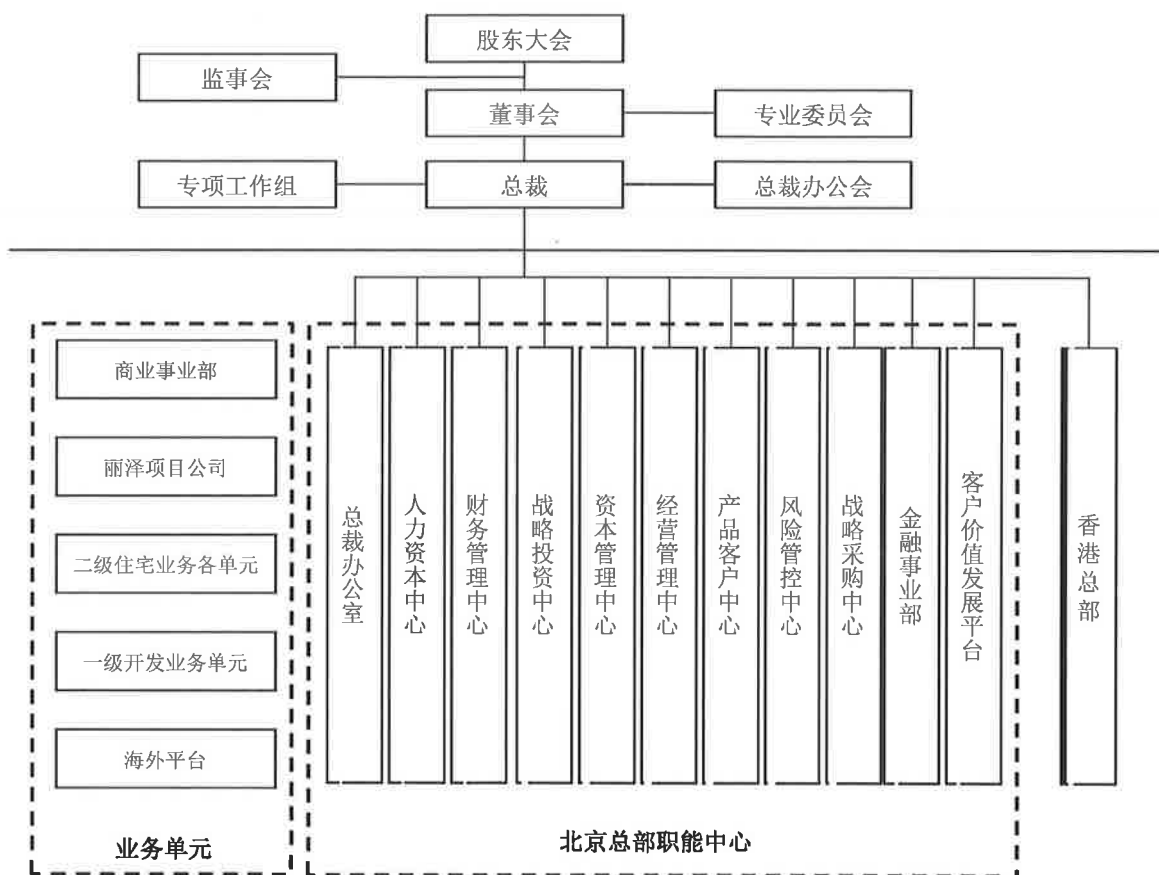 股东大会
监事会
董事会
专业委员会
专项工作组
总裁
总裁办公会
商业事业部
丽泽项目公司
二级住宅业务各单元
一级开发业务单元
海外平台
业务单元
总裁办公室
人力资本中心
财务管理中心
战略投资中心
资本管理中心
经营管理中心
产品客户中心
风险管控中心
战略采购中心
金融事业部
客户价值发展平台
北京总部职能中心
香港总部